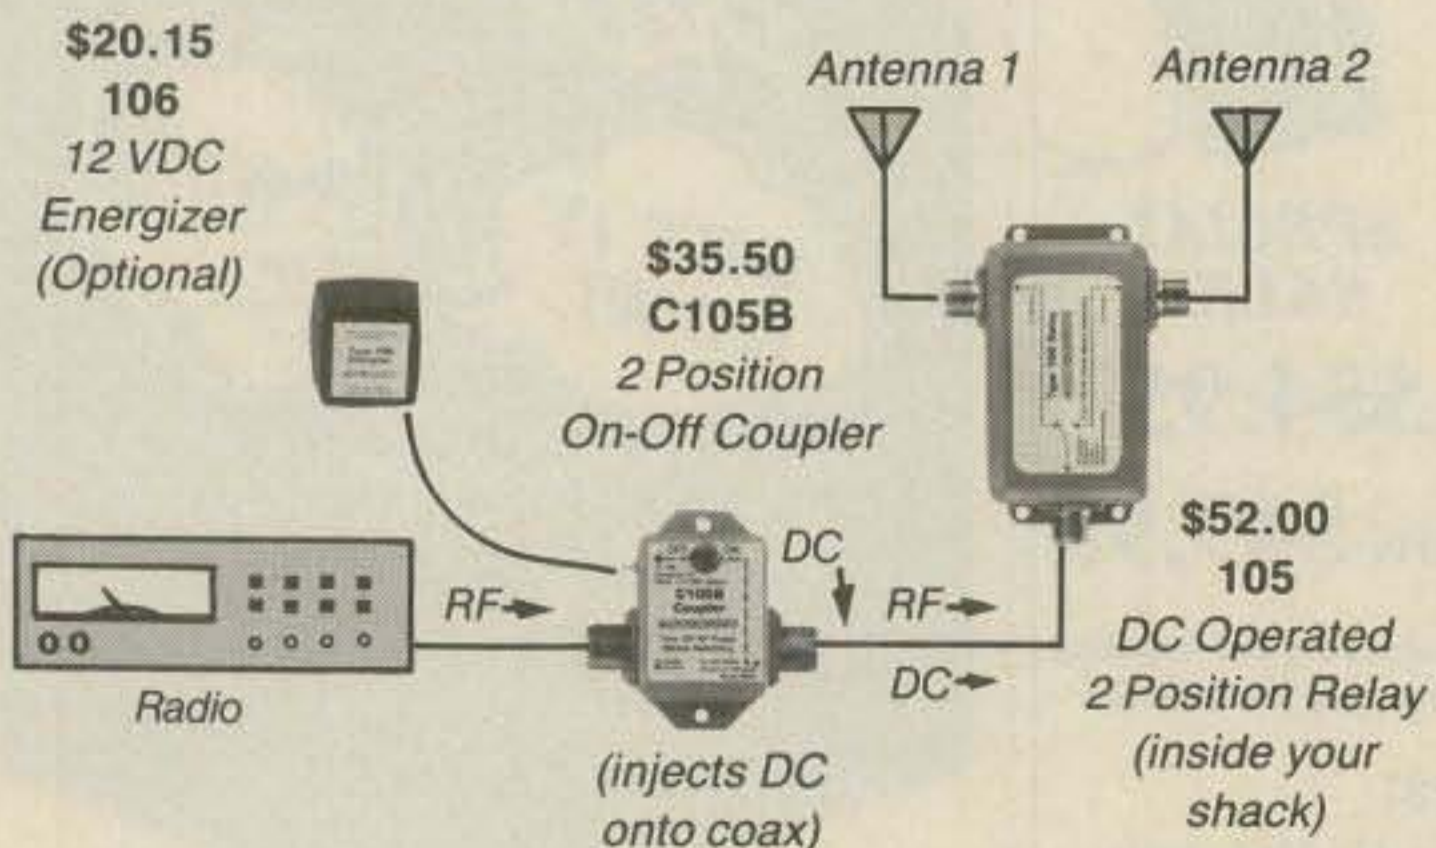 $20.15
106
12 VDC
Energizer
(Optional)
Antenna 1
Antenna 2
$35.50
C105B
2 Position
On-Off Coupler
DC
RF
RF
DC
OFF
ON
C105B
Coupler
Radio
(injects DC
onto coax)
$52.00
105
DC Operated
2 Position Relay
(inside your
shack)